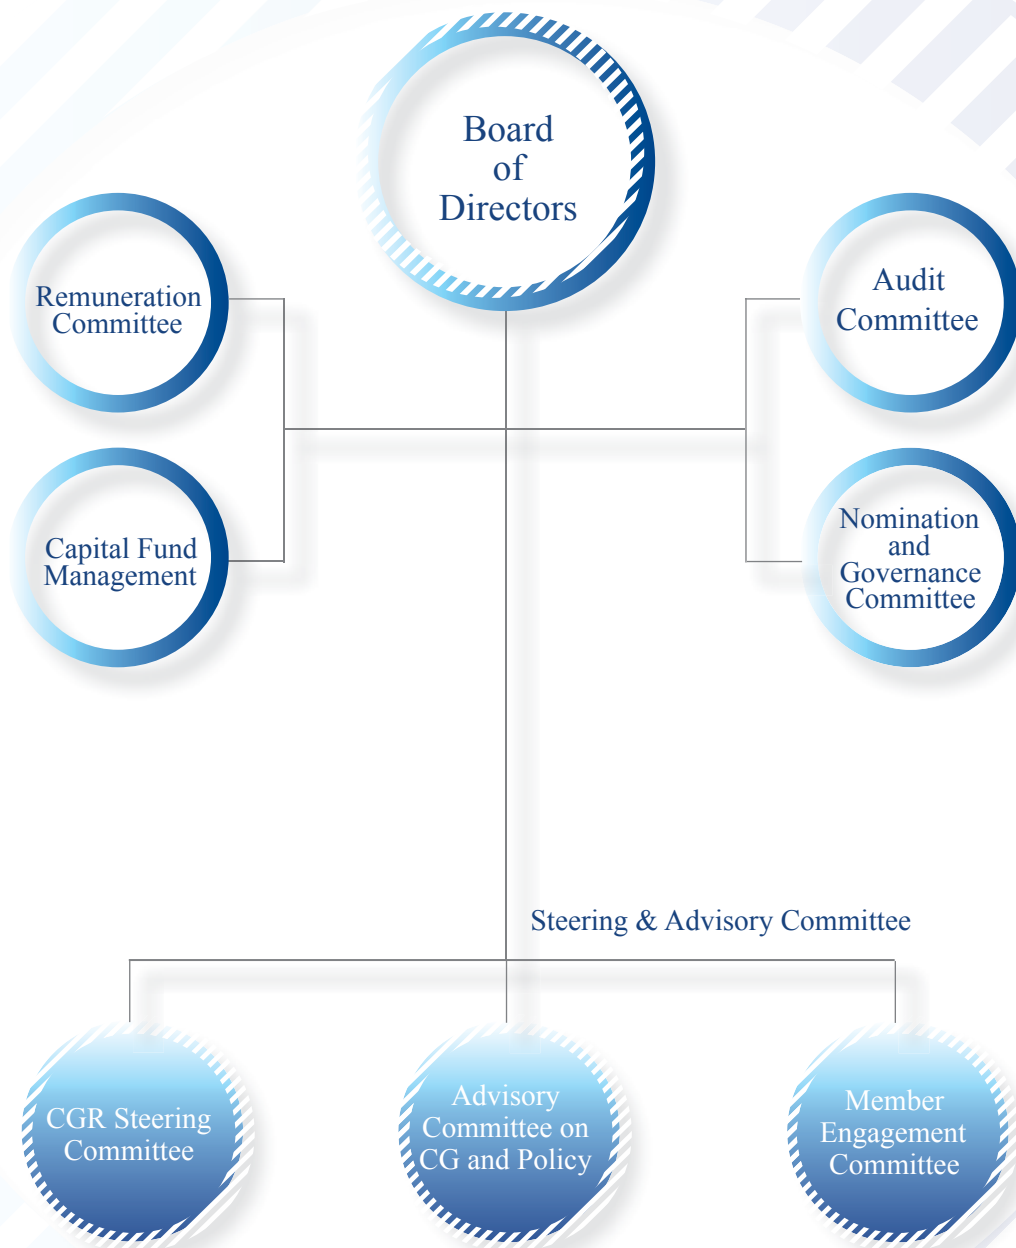 Board
of
Directors
Remuneration
Committee
Audit
Committee
Capital Fund
Management
Nomination
and
Governance
Committee
Steering & Advisory Committee
CGR Steering
Committee
Advisory
Committee on
CG and Policy
Member
Engagement
Committee